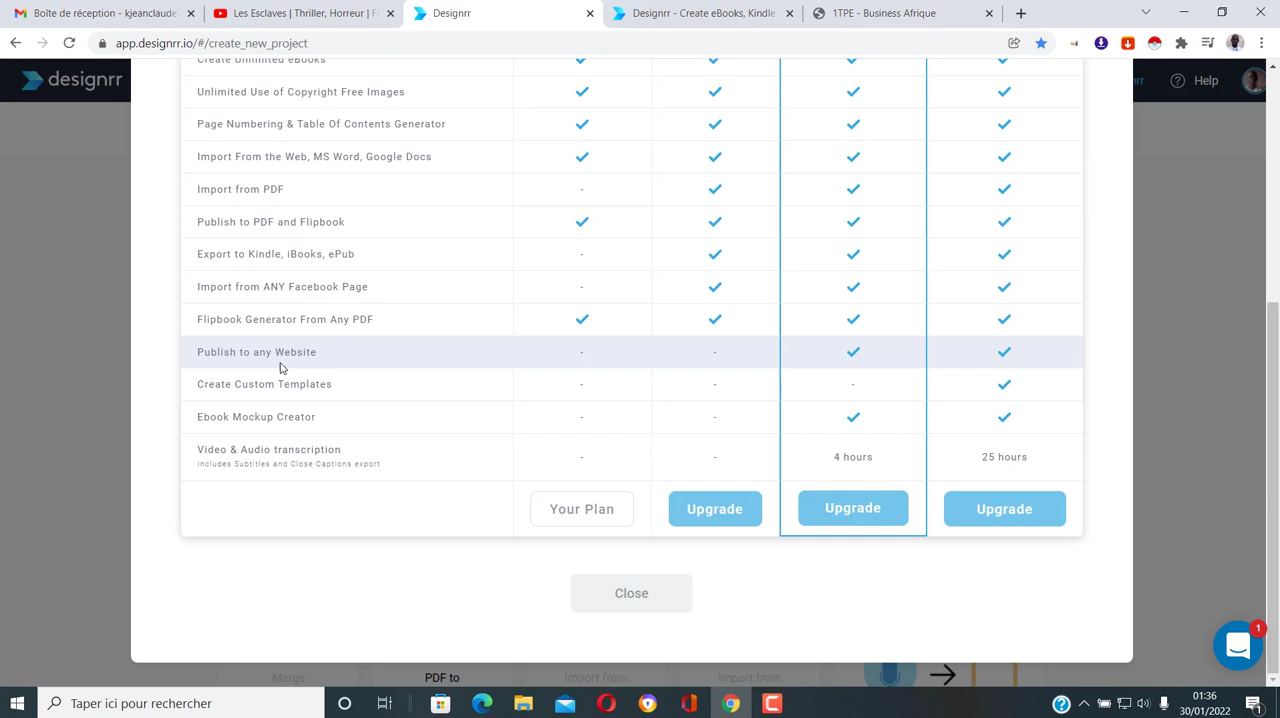 Boîte de réception - kjeanclaude
Les Esclaves | Thriller, Horreur | F
Designrr
Designrr - Create eBooks, Kindle
1TPE - Business Afrique
app.designrr.io/#/create_new_project
designrr
rr
Help
Create Unlimited eBooks
Unlimited Use of Copyright Free Images
Page Numbering & Table Of Contents Generator
Import From the Web, MS Word, Google Docs
Import from PDF -
Publish to PDF and Flipbook
Export to Kindle, iBooks, ePub -
Import from ANY Facebook Page -
Flipbook Generator From Any PDF
Publish to any Website - -
Create Custom Templates - - -
Ebook Mockup Creator - -
Video & Audio transcription
Includes Subtitles and Close Captions export
- - 4 hours 25 hours
Your Plan Upgrade Upgrade Upgrade
Close
1
Merge PDF to Import from Import from
Taper ici pour rechercher
01:36
30/01/2022
1